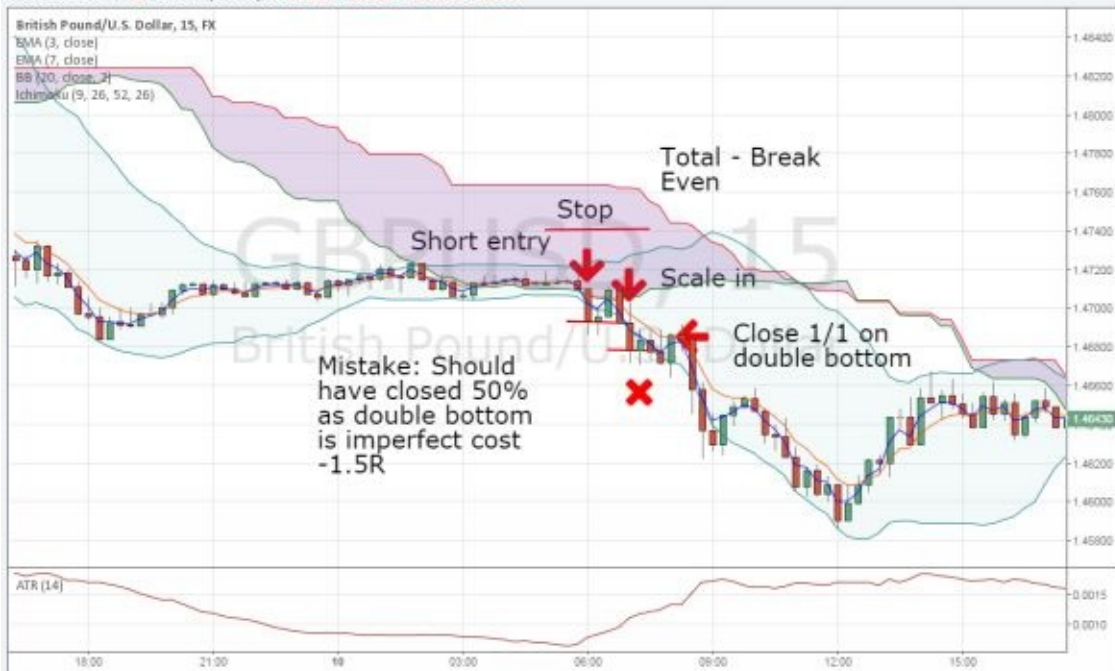 British Pound/U.S. Dollar, 15, FX
EMA (3, close)
EMA (7, close)
BB (20, close, 2)
Ichimoku (9, 26, 52, 26)
GBPUSD, 15
British Pound/U.S. Dollar
Total - Break
Even
Stop
Short entry
Scale in
Close 1/1 on
double bottom
Mistake: Should
have closed 50%
as double bottom
is imperfect cost
-1.5R
1.48400
1.48200
1.48000
1.47800
1.47600
1.47400
1.47200
1.47000
1.46800
1.46600
1.46430
1.46200
1.46000
1.45800
ATR (14)
0.0015
0.0010
18:00
21:00
10
03:00
06:00
09:00
12:00
15:00